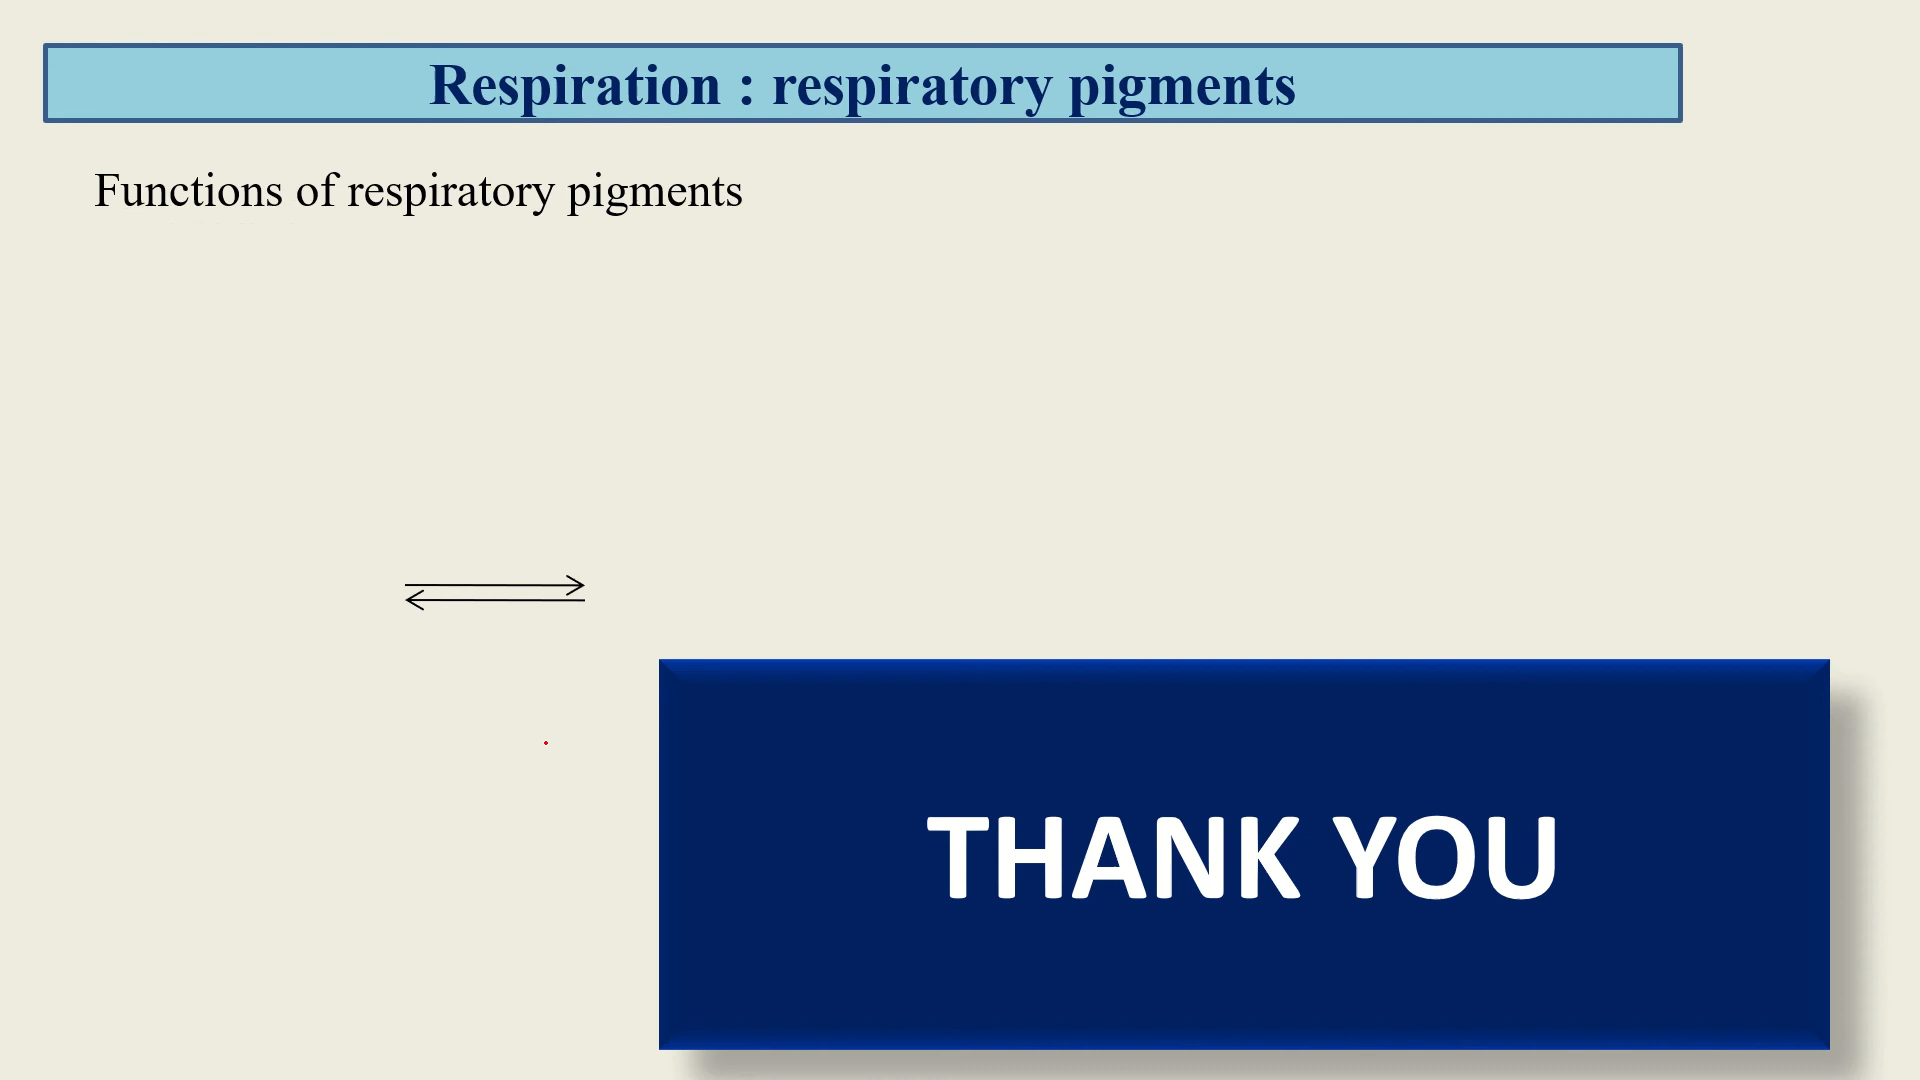 Respiration : respiratory pigments
Functions of respiratory pigments
THANK YOU